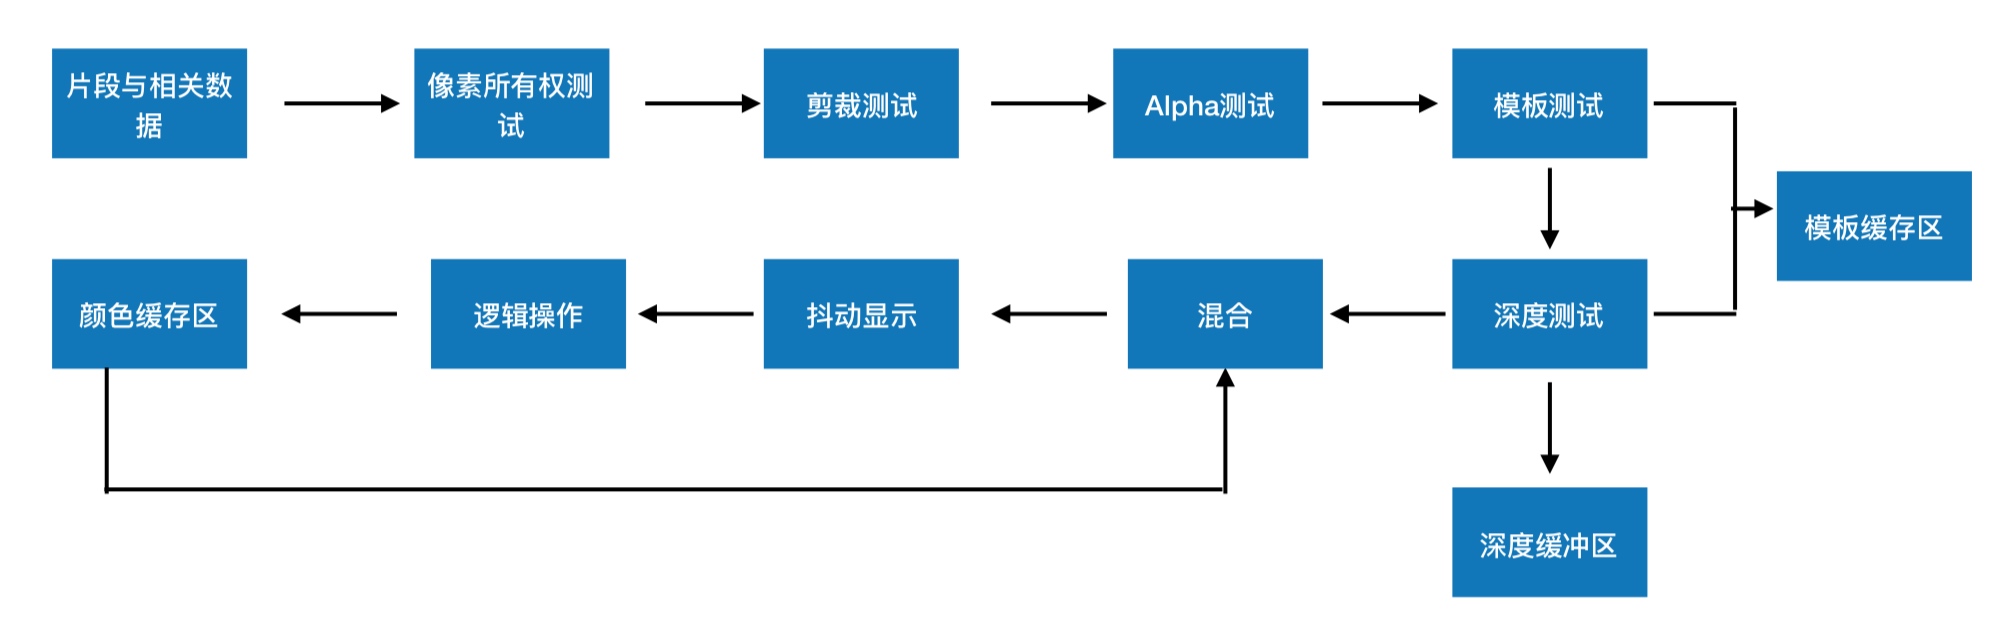 片段与相关数
据
像素所有权测
试
剪裁测试
Alpha测试
模板测试
模板缓存区
颜色缓存区
逻辑操作
抖动显示
混合
深度测试
深度缓冲区